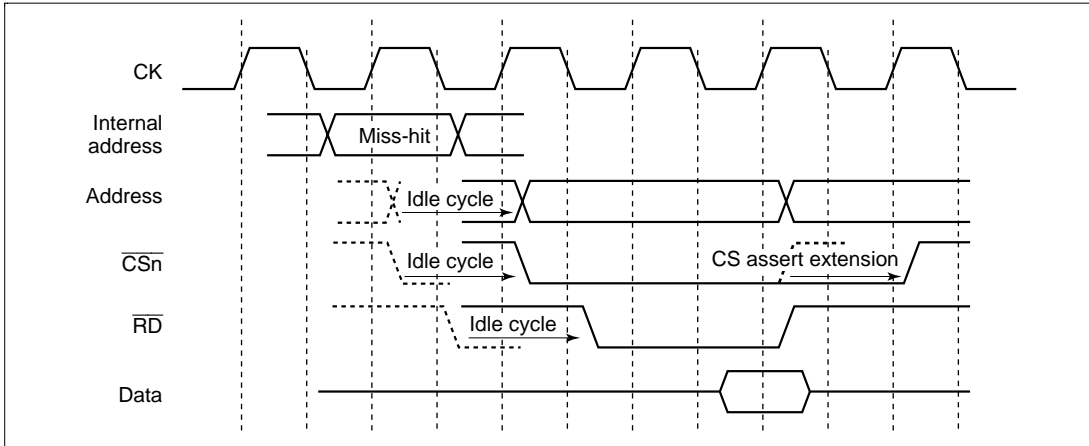 CK
Internal
address
Miss-hit
Address
Idle cycle
CSn
Idle cycle
CS assert extension
RD
Idle cycle
Data